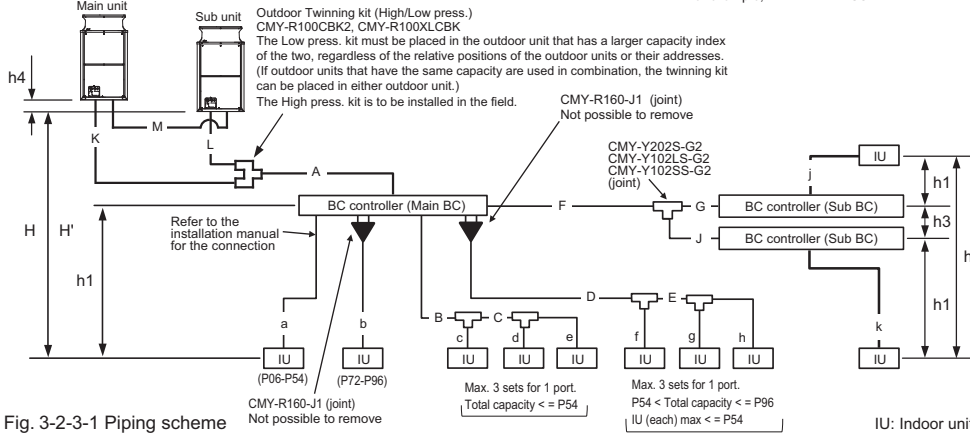 Main unit
Sub unit
Outdoor Twinning kit (High/Low press.)
CMY-R100CBK2, CMY-R100XLCBK
The Low press. kit must be placed in the outdoor unit that has a larger capacity index
of the two, regardless of the relative positions of the outdoor units or their addresses.
(If outdoor units that have the same capacity are used in combination, the twinning kit
can be placed in either outdoor unit.)
The High press. kit is to be installed in the field.
h4
K
M
L
A
CMY-R160-J1 (joint)
Not possible to remove
CMY-Y202S-G2
CMY-Y102LS-G2
CMY-Y102SS-G2
(joint)
IU
j
h1
BC controller (Main BC)
F
G
BC controller (Sub BC)
h3
J
BC controller (Sub BC)
H
H'
h1
Refer to the
installation manual
for the connection
h
h1
D
E
B
C
a
b
c
d
e
f
g
h
k
IU
IU
IU
IU
IU
IU
IU
IU
IU
(P06-P54)
(P72-P96)
CMY-R160-J1 (joint)
Not possible to remove
Max. 3 sets for 1 port.
Total capacity < = P54
Max. 3 sets for 1 port.
P54 < Total capacity < = P96
IU (each) max < = P54
Fig. 3-2-3-1 Piping scheme
IU: Indoor unit